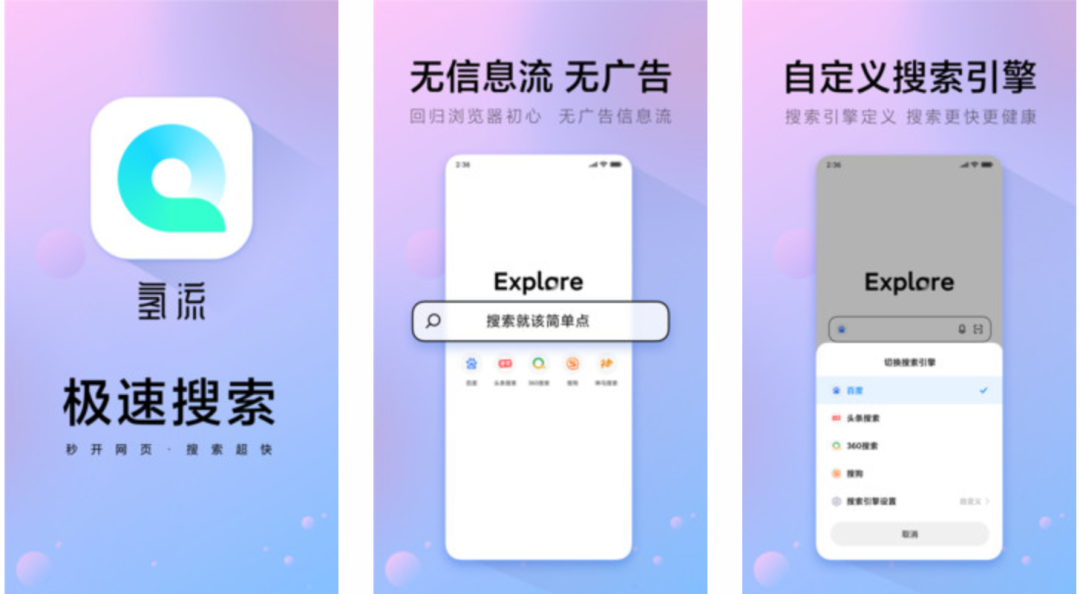 氢流
极速搜索
秒开网页 · 搜索超快
无信息流 无广告
回归浏览器初心 无广告信息流
2:36
Explore
搜索就该简单点
百度 头条搜索 360搜索 搜狗 神马搜索
自定义搜索引擎
搜索引擎定义 搜索更快更健康
2:36
Explore
切换搜索引擎
百度
头条搜索
360搜索
搜狗
搜索引擎设置 自定义
取消